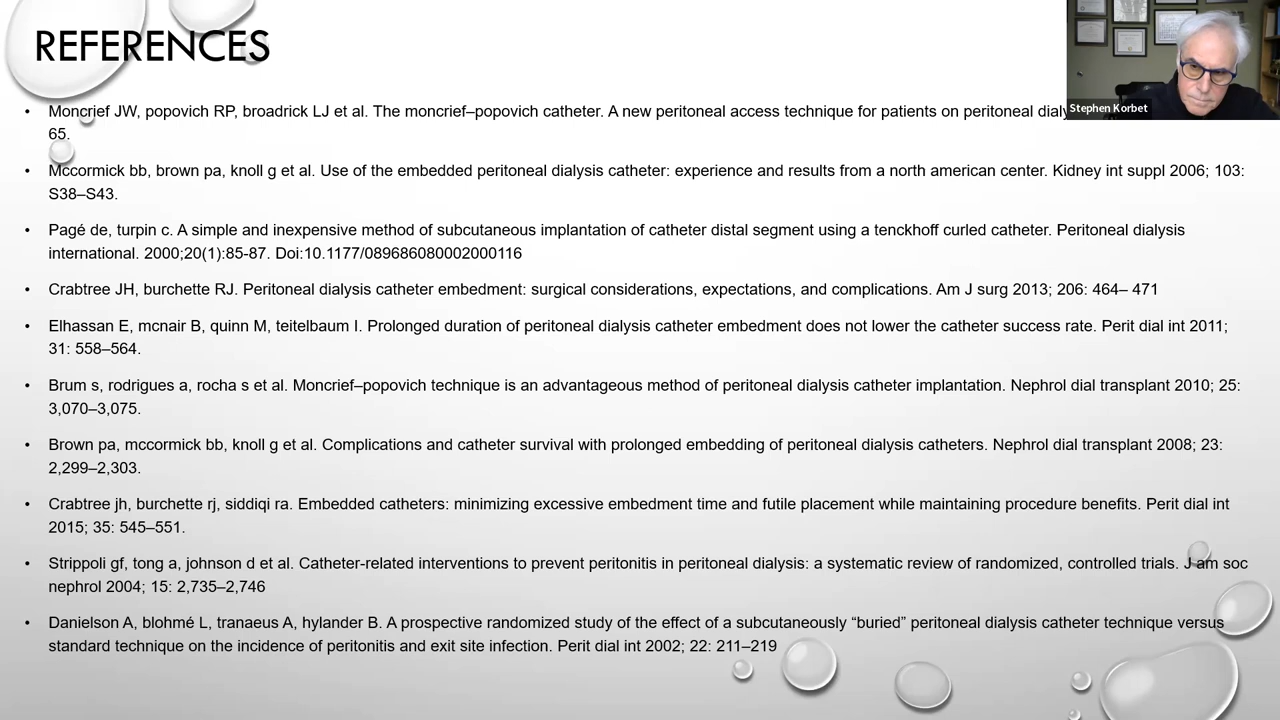 REFERENCES
Stephen Korbet
• Moncrief JW, popovich RP, broadrick LJ et al. The moncrief–popovich catheter. A new peritoneal access technique for patients on peritoneal
65.
• Mccormick bb, brown pa, knoll g et al. Use of the embedded peritoneal dialysis catheter: experience and results from a north american center. Kidney int suppl 2006; 103:
S38–S43.
• Pagé de, turpin c. A simple and inexpensive method of subcutaneous implantation of catheter distal segment using a tenckhoff curled catheter. Peritoneal dialysis
international. 2000;20(1):85-87. Doi:10.1177/089686080002000116
• Crabtree JH, burchette RJ. Peritoneal dialysis catheter embedment: surgical considerations, expectations, and complications. Am J surg 2013; 206: 464– 471
• Elhassan E, mcnair B, quinn M, teitelbaum I. Prolonged duration of peritoneal dialysis catheter embedment does not lower the catheter success rate. Perit dial int 2011;
31: 558–564.
• Brum s, rodrigues a, rocha s et al. Moncrief–popovich technique is an advantageous method of peritoneal dialysis catheter implantation. Nephrol dial transplant 2010; 25:
3,070–3,075.
• Brown pa, mccormick bb, knoll g et al. Complications and catheter survival with prolonged embedding of peritoneal dialysis catheters. Nephrol dial transplant 2008; 23:
2,299–2,303.
• Crabtree jh, burchette rj, siddiqi ra. Embedded catheters: minimizing excessive embedment time and futile placement while maintaining procedure benefits. Perit dial int
2015; 35: 545–551.
• Strippoli gf, tong a, johnson d et al. Catheter-related interventions to prevent peritonitis in peritoneal dialysis: a systematic review of randomized, controlled trials. J am soc
nephrol 2004; 15: 2,735–2,746
• Danielson A, blohmé L, tranaeus A, hylander B. A prospective randomized study of the effect of a subcutaneously “buried” peritoneal dialysis catheter technique versus
standard technique on the incidence of peritonitis and exit site infection. Perit dial int 2002; 22: 211–219